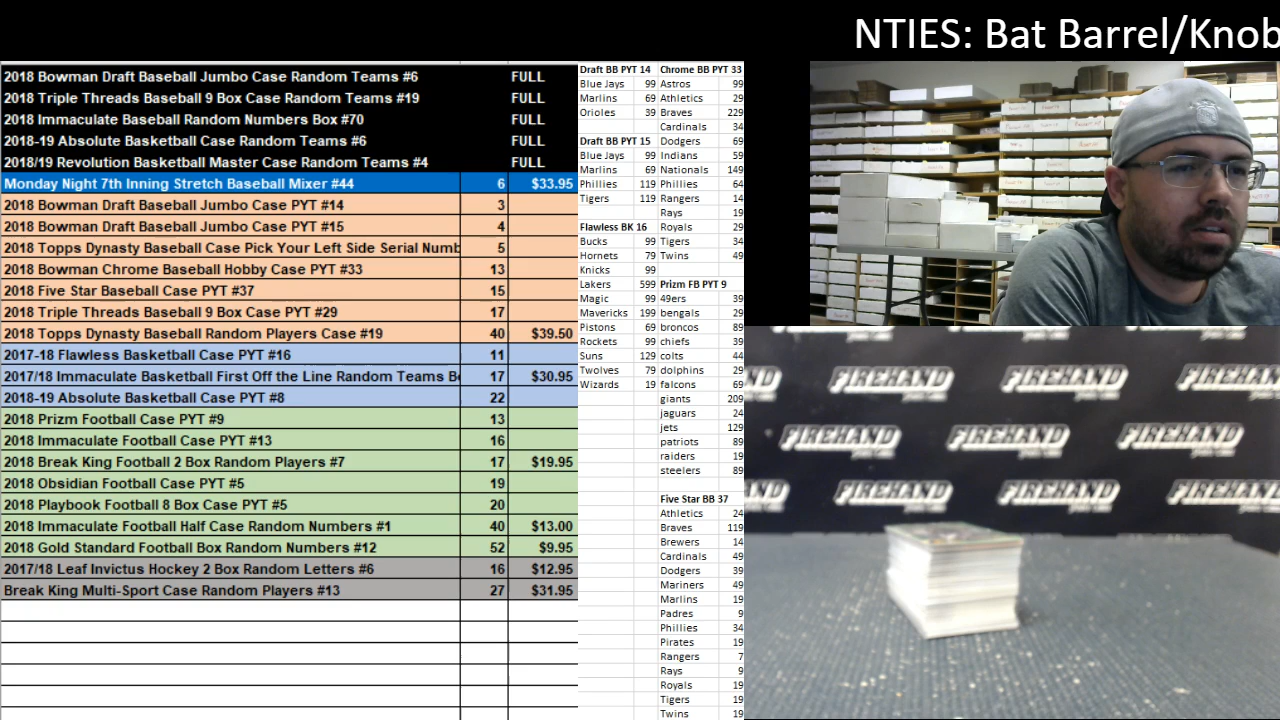 NTIES: Bat Barrel/Knob
2018 Bowman Draft Baseball Jumbo Case Random Teams #6 FULL
2018 Triple Threads Baseball 9 Box Case Random Teams #19 FULL
2018 Immaculate Baseball Random Numbers Box #70 FULL
2018-19 Absolute Basketball Random Teams #6 FULL
2018/19 Revolution Basketball Master Case Random Teams #4 FULL
Monday Night 7th Inning Stretch Baseball Mixer #44 6 $33.95
2018 Bowman Draft Baseball Jumbo Case PYT #14 3
2018 Bowman Draft Baseball Jumbo Case PYT #15 4
2018 Topps Dynasty Baseball Case Pick Your Left Side Serial Numb 5
2018 Bowman Chrome Baseball Hobby Case PYT #33 13
2018 Five Star Baseball Case PYT #37 15
2018 Triple Threads Baseball 9 Box Case PYT #29 17
2018 Topps Dynasty Baseball Random Players Case #19 40 $39.50
2017-18 Flawless Basketball Case PYT #16 11
2017/18 Immaculate Basketball First Off the Line Random Teams Bo 17 $30.95
2018-19 Absolute Basketball Case PYT #8 22
2018 Prizm Football Case PYT #9 13
2018 Immaculate Football Case PYT #13 16
2018 Break King Football 2 Box Random Players #7 17 $19.95
2018 Obsidian Football Case PYT #5 19
2018 Playbook Football 8 Box Case PYT #5 20
2018 Immaculate Football Half Case Random Numbers #1 40 $13.00
2018 Gold Standard Football Box Random Numbers #12 52 $9.95
2017/18 Leaf Invictus Hockey 2 Box Random Letters #6 16 $12.95
Break King Multi-Sport Case Random Players #13 27 $31.95
Draft BB PYT 14
Blue Jays 99
Marlins 69
Orioles 39
Draft BB PYT 15
Blue Jays 99
Marlins 69
Phillies 119
Tigers 119
Flawless BK 16
Bucks 99
Hornets 79
Knicks 99
Lakers 599
Magic 99
Mavericks 199
Pistons 69
Rockets 99
Suns 129
Twolves 79
Wizards 19
Chrome BB PYT 33
Astros 99
Athletics 29
Braves 229
Cardinals 34
Dodgers 69
Indians 59
Nationals 149
Phillies 64
Rangers 14
Rays 19
Royals 29
Tigers 34
Twins 49
Prizm FB PYT 9
49ers 39
bengals 29
broncos 89
chiefs 39
colts 44
dolphins 29
falcons 69
giants 209
jaguars 24
jets 129
patriots 89
raiders 19
steelers 89
Five Star BB 37
Athletics 24
Braves 119
Brewers 14
Cardinals 49
Dodgers 39
Mariners 49
Marlins 19
Padres 9
Phillies 34
Pirates 19
Rangers 7
Rays 9
Royals 19
Tigers 19
Twins 19
FIREHAND
FIREHAND
FIREHAND
FIREHAND
FIREHAND
FIREHAND
FIREHAND
FIREHAND